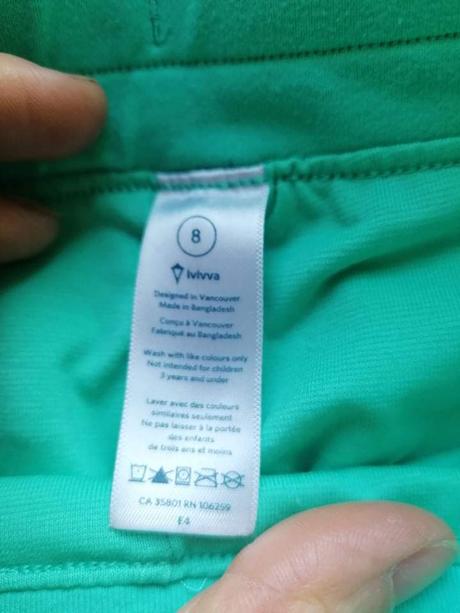 8
ivivva
Designed in Vancouver
Made in Bangladesh
Conçu à Vancouver
Fabriqué au Bangladesh
Wash with like colours only
Not intended for children
3 years and under
Laver avec des couleurs
similaires seulement
Ne pas laisser à la portée
des enfants
de trois ans et moins
CA 35801 RN 106259
E4